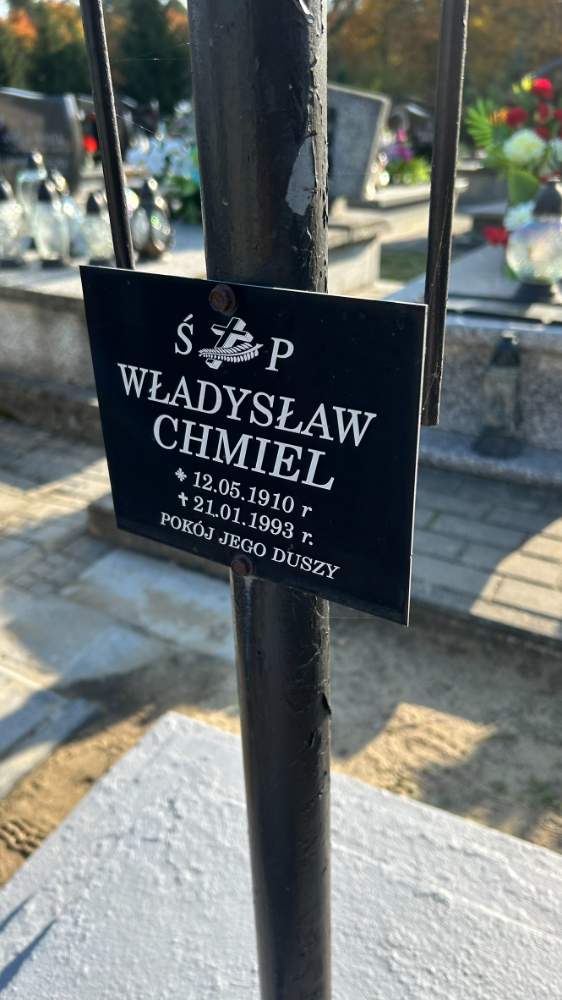 Ś P
WŁADYSŁAW
CHMIEL
* 12.05.1910 r
✝ 21.01.1993 r.
POKÓJ JEGO DUSZY